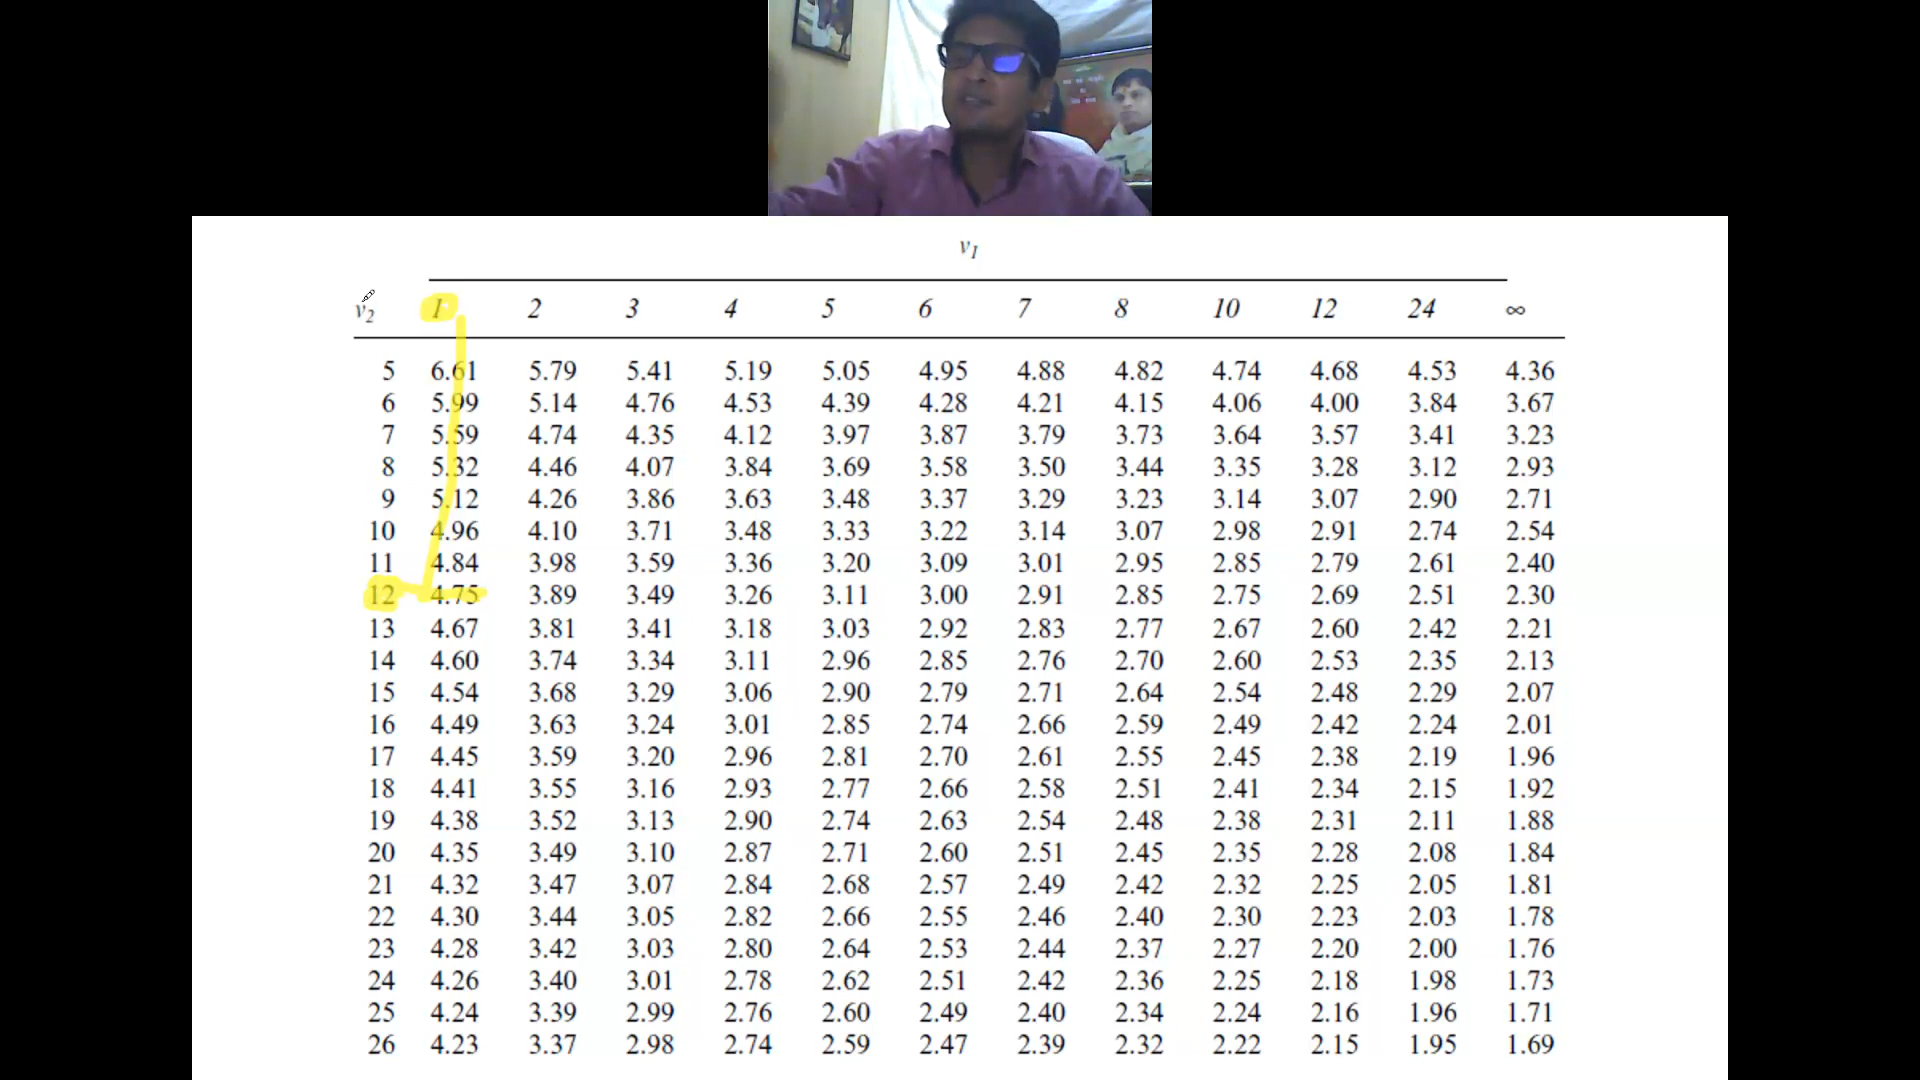 v1
v2 1 2 3 4 5 6 7 8 10 12 24 ∞
5 6.61 5.79 5.41 5.19 5.05 4.95 4.88 4.82 4.74 4.68 4.53 4.36
6 5.99 5.14 4.76 4.53 4.39 4.28 4.21 4.15 4.06 4.00 3.84 3.67
7 5.59 4.74 4.35 4.12 3.97 3.87 3.79 3.73 3.64 3.57 3.41 3.23
8 5.32 4.46 4.07 3.84 3.69 3.58 3.50 3.44 3.35 3.28 3.12 2.93
9 5.12 4.26 3.86 3.63 3.48 3.37 3.29 3.23 3.14 3.07 2.90 2.71
10 4.96 4.10 3.71 3.48 3.33 3.22 3.14 3.07 2.98 2.91 2.74 2.54
11 4.84 3.98 3.59 3.36 3.20 3.09 3.01 2.95 2.85 2.79 2.61 2.40
12 4.75 3.89 3.49 3.26 3.11 3.00 2.91 2.85 2.75 2.69 2.51 2.30
13 4.67 3.81 3.41 3.18 3.03 2.92 2.83 2.77 2.67 2.60 2.42 2.21
14 4.60 3.74 3.34 3.11 2.96 2.85 2.76 2.70 2.60 2.53 2.35 2.13
15 4.54 3.68 3.29 3.06 2.90 2.79 2.71 2.64 2.54 2.48 2.29 2.07
16 4.49 3.63 3.24 3.01 2.85 2.74 2.66 2.59 2.49 2.42 2.24 2.01
17 4.45 3.59 3.20 2.96 2.81 2.70 2.61 2.55 2.45 2.38 2.19 1.96
18 4.41 3.55 3.16 2.93 2.77 2.66 2.58 2.51 2.41 2.34 2.15 1.92
19 4.38 3.52 3.13 2.90 2.74 2.63 2.54 2.48 2.38 2.31 2.11 1.88
20 4.35 3.49 3.10 2.87 2.71 2.60 2.51 2.45 2.35 2.28 2.08 1.84
21 4.32 3.47 3.07 2.84 2.68 2.57 2.49 2.42 2.32 2.25 2.05 1.81
22 4.30 3.44 3.05 2.82 2.66 2.55 2.46 2.40 2.30 2.23 2.03 1.78
23 4.28 3.42 3.03 2.80 2.64 2.53 2.44 2.37 2.27 2.20 2.00 1.76
24 4.26 3.40 3.01 2.78 2.62 2.51 2.42 2.36 2.25 2.18 1.98 1.73
25 4.24 3.39 2.99 2.76 2.60 2.49 2.40 2.34 2.24 2.16 1.96 1.71
26 4.23 3.37 2.98 2.74 2.59 2.47 2.39 2.32 2.22 2.15 1.95 1.69